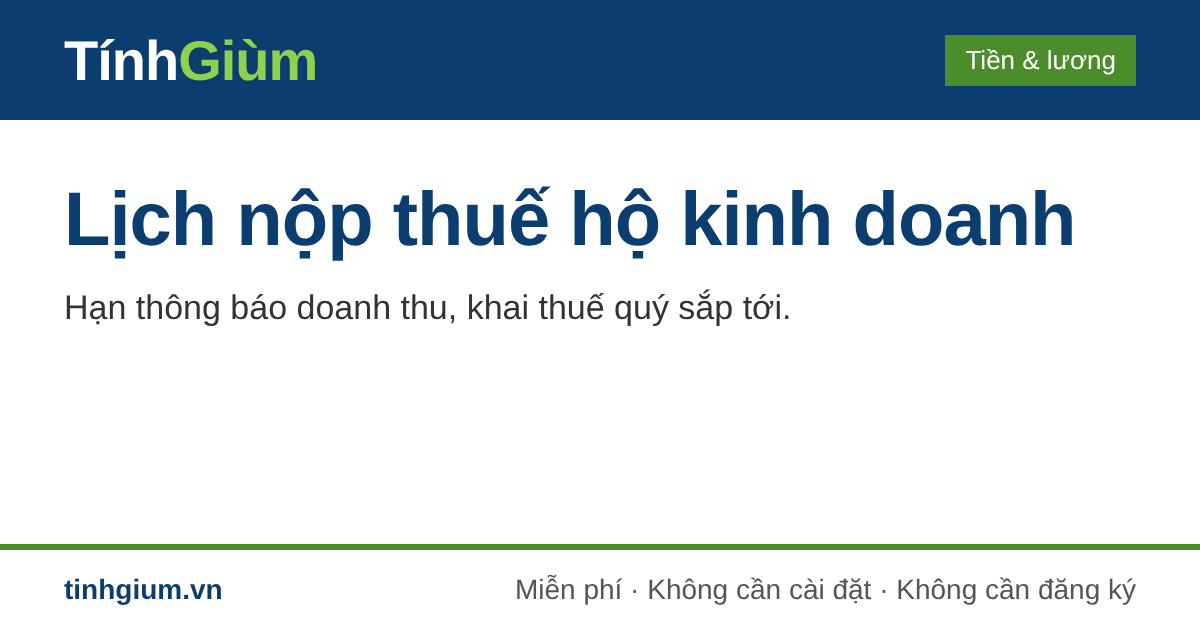 TínhGiùm
Tiền & lương
Lịch nộp thuế hộ kinh doanh
Hạn thông báo doanh thu, khai thuế quý sắp tới.
tinhgium.vn
Miễn phí · Không cần cài đặt · Không cần đăng ký